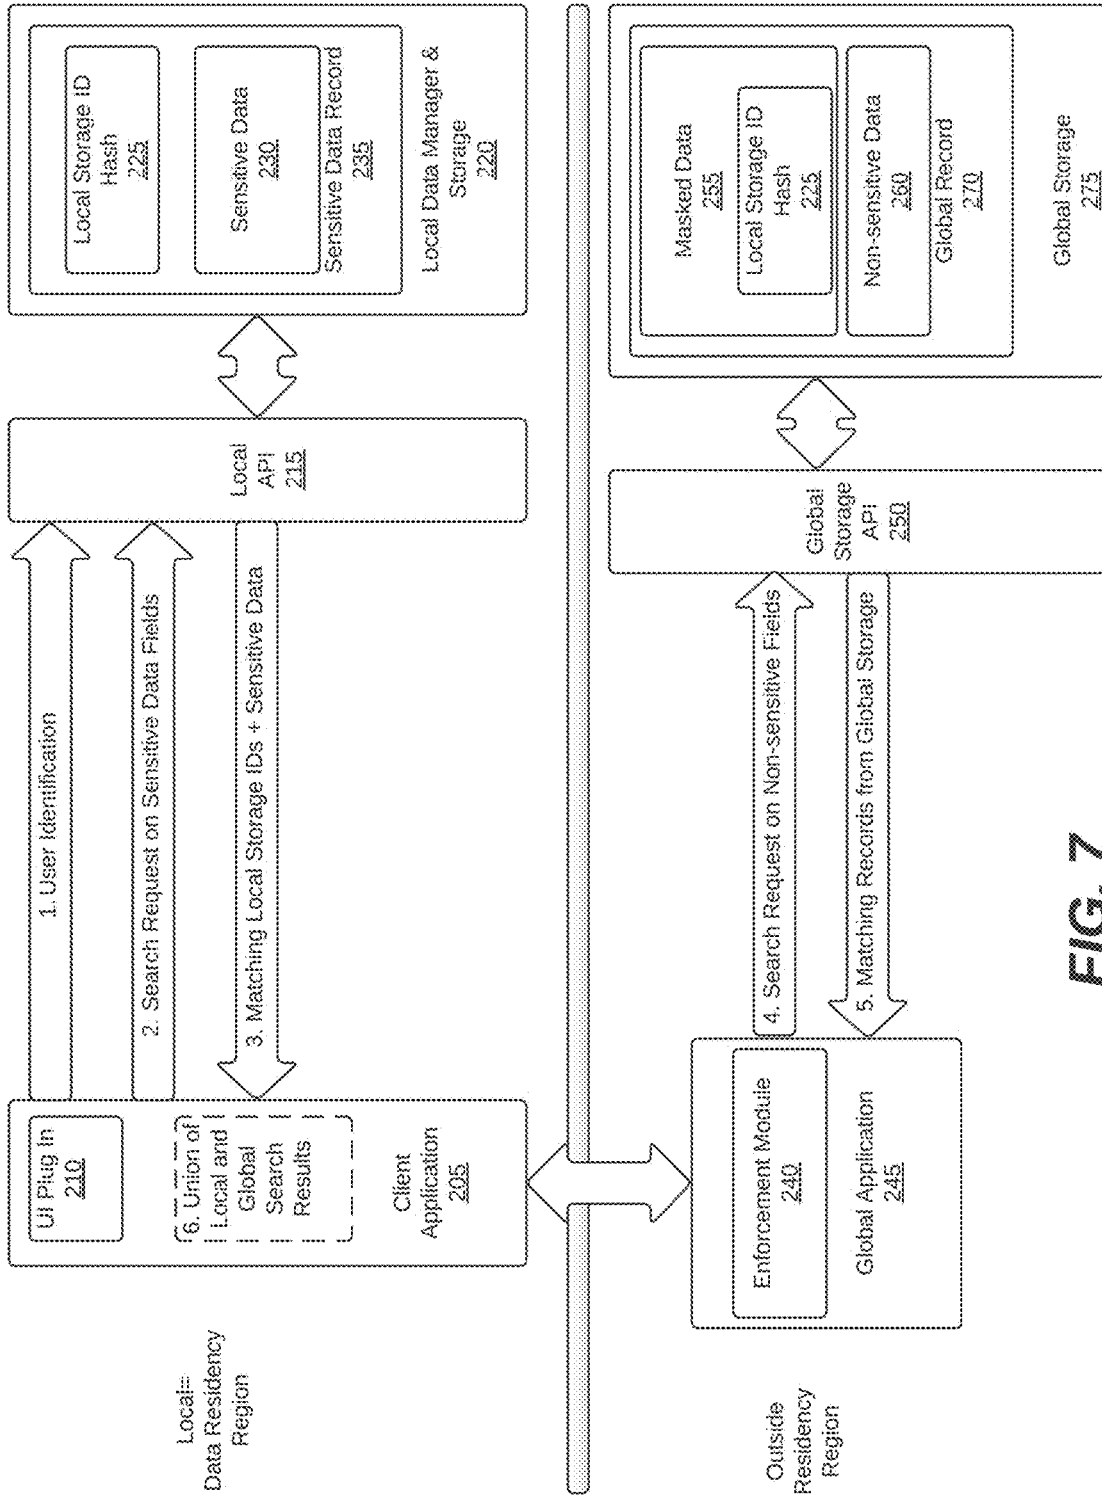 Local=
Data Residency
Region
UI Plug In
210
6. Union of
Local and
Global
Search
Results
Client
Application
205
1. User Identification
2. Search Request on Sensitive Data Fields
3. Matching Local Storage IDs + Sensitive Data
Local
API
215
Local Storage ID
Hash
225
Sensitive Data
230
Sensitive Data Record
235
Local Data Manager &
Storage
220
Outside
Residency
Region
Enforcement Module
240
Global Application
245
4. Search Request on Non-sensitive Fields
5. Matching Records from Global Storage
Global
Storage
API
250
Masked Data
255
Local Storage ID
Hash
225
Non-sensitive Data
260
Global Record
270
Global Storage
275
FIG. 7